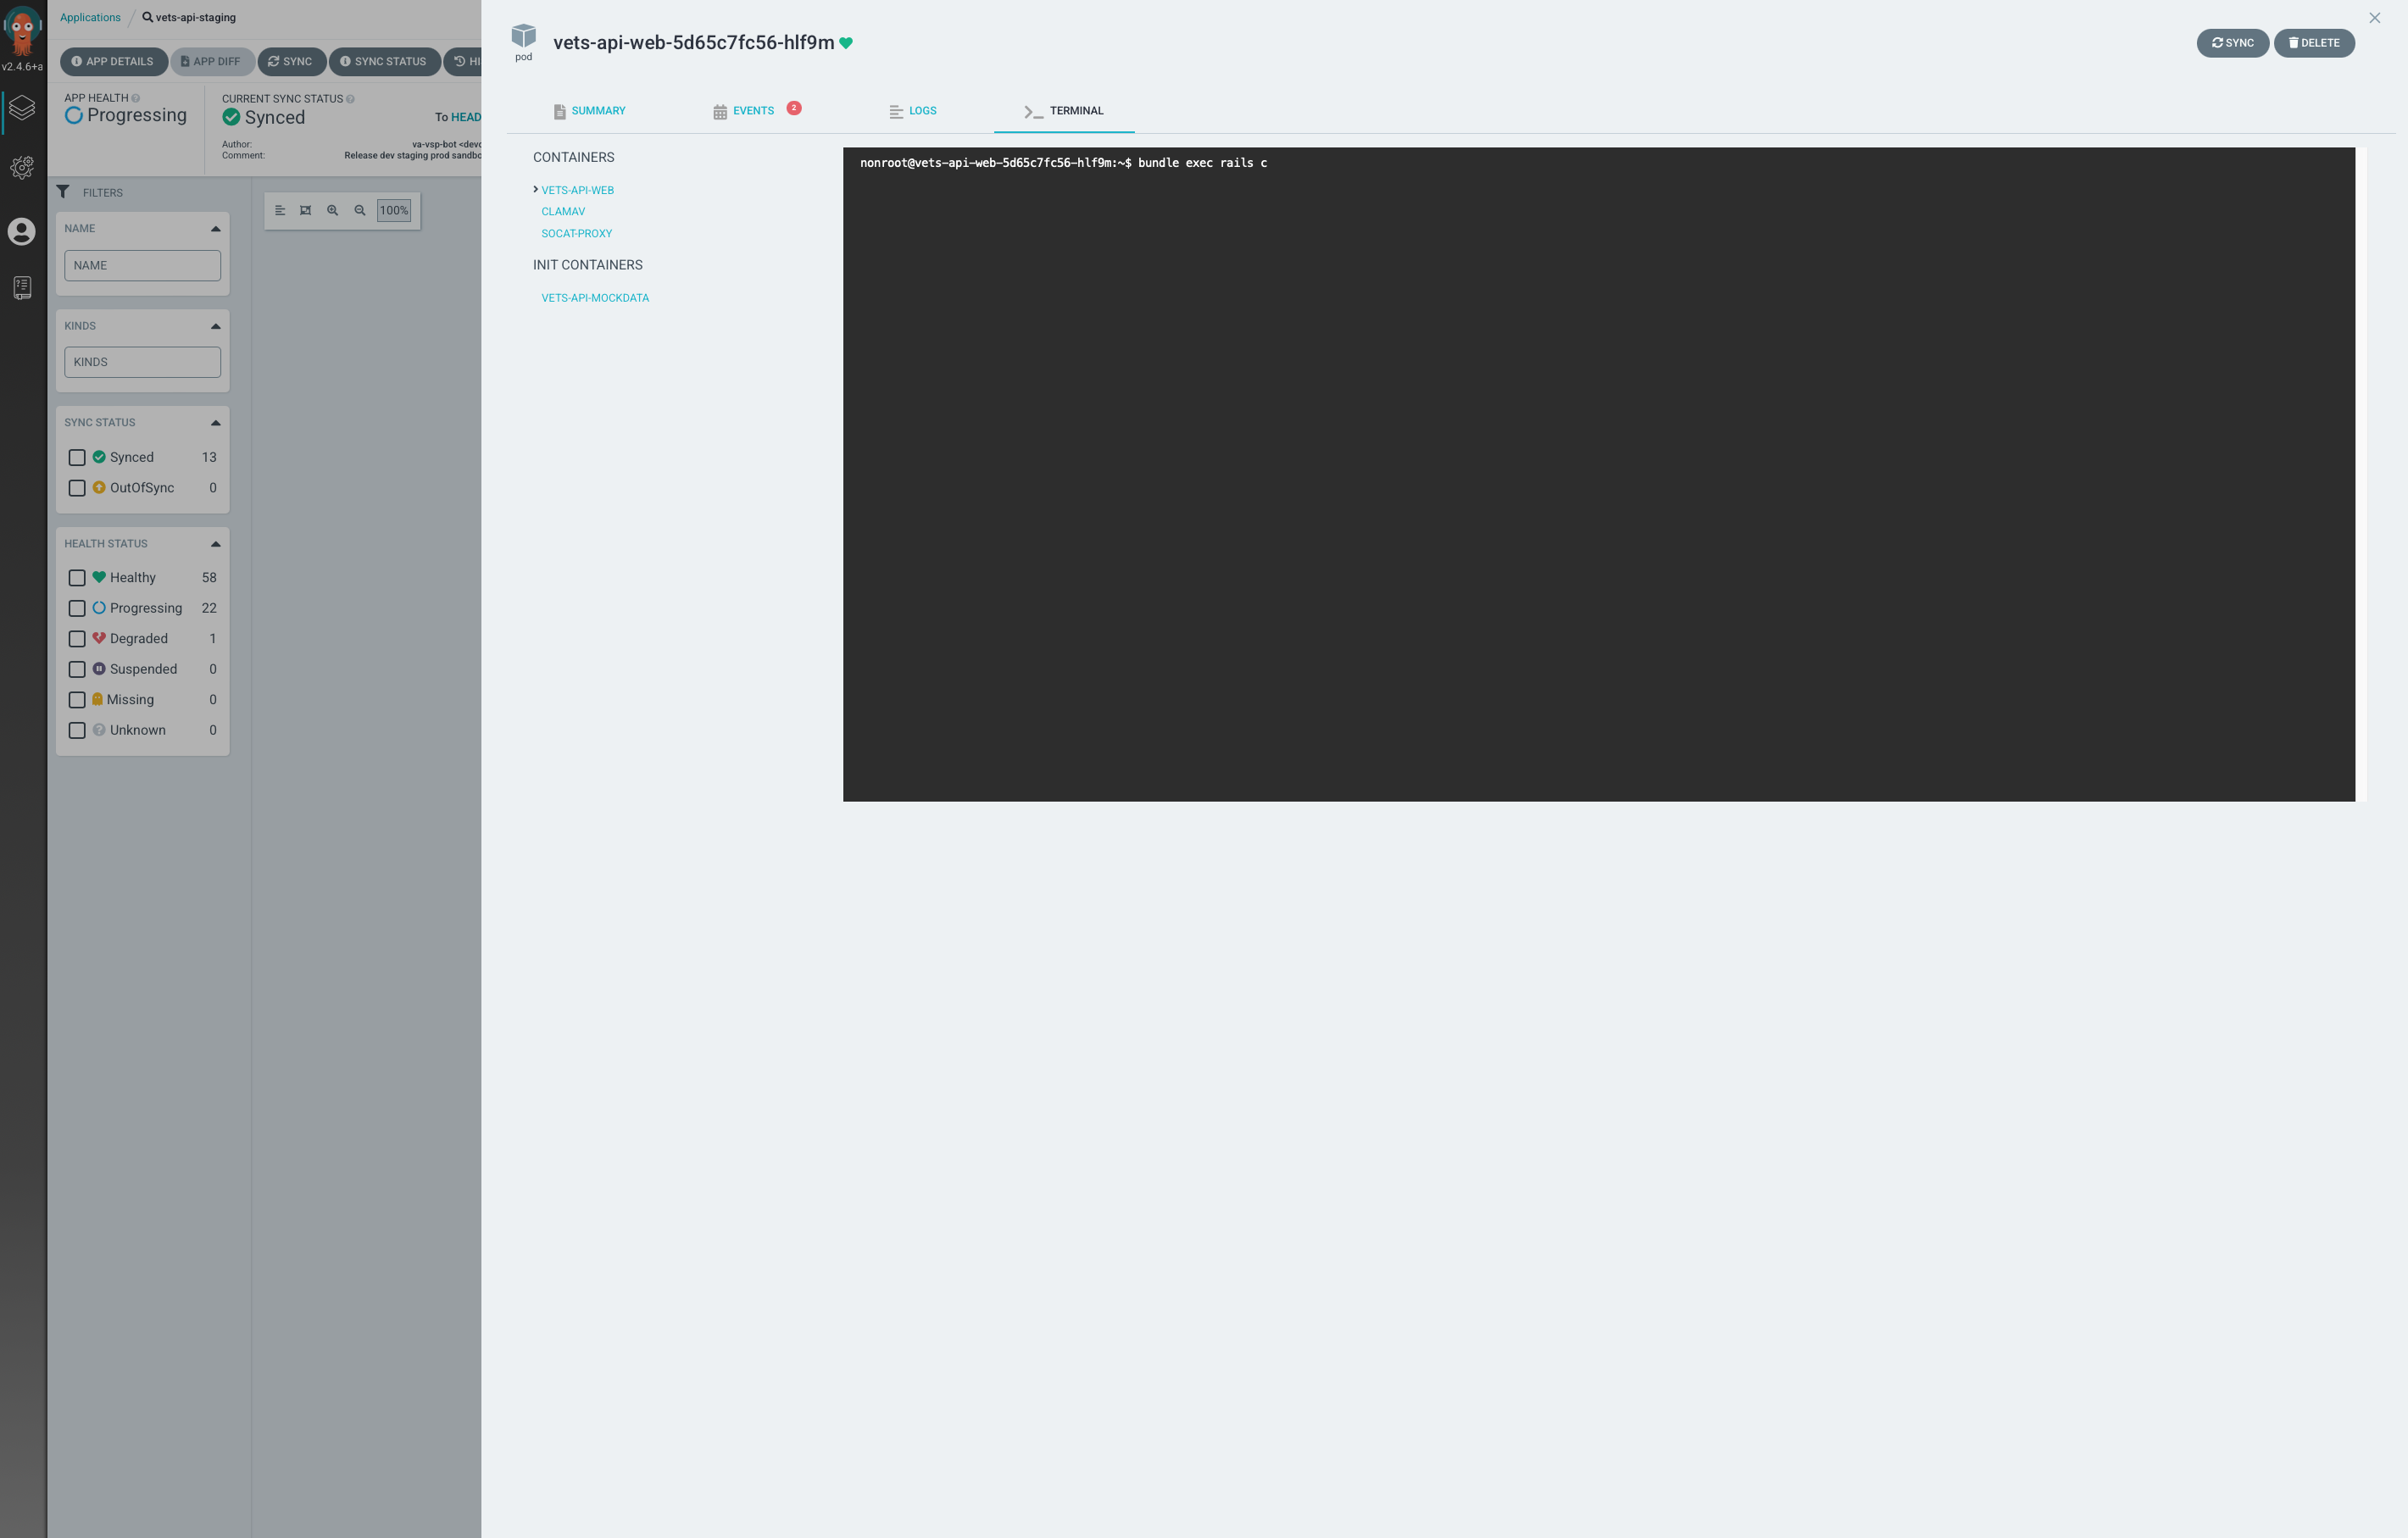 v2.4.6+a
Applications / vets-api-staging
APP DETAILS
APP DIFF
SYNC
SYNC STATUS
APP HEALTH
Progressing
CURRENT SYNC STATUS
Synced
To HEAD
Author: va-vsp-bot
Comment: Release dev staging prod
FILTERS
100%
NAME
NAME
KINDS
KINDS
SYNC STATUS
Synced 13
OutOfSync 0
HEALTH STATUS
Healthy 58
Progressing 22
Degraded 1
Suspended 0
Missing 0
Unknown 0
pod
vets-api-web-5d65c7fc56-hlf9m
SYNC
DELETE
SUMMARY
EVENTS 2
LOGS
TERMINAL
CONTAINERS
VETS-API-WEB
CLAMAV
SOCAT-PROXY
INIT CONTAINERS
VETS-API-MOCKDATA
nonroot@vets-api-web-5d65c7fc56-hlf9m:~$ bundle exec rails c